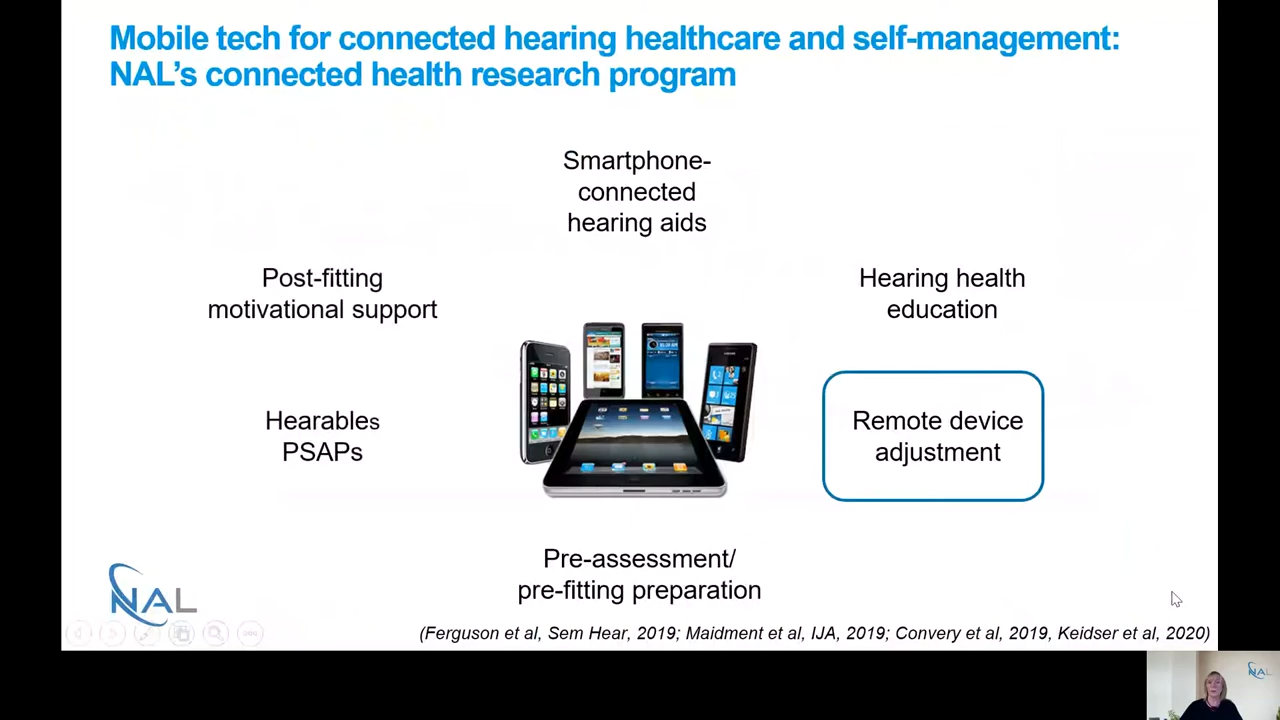 Mobile tech for connected hearing healthcare and self-management:
NAL's connected health research program
Smartphone-
connected
hearing aids
Post-fitting
motivational support
Hearing health
education
Hearables
PSAPs
Remote device
adjustment
Pre-assessment/
pre-fitting preparation
NAL
(Ferguson et al, Sem Hear, 2019; Maidment et al, IJA, 2019; Convery et al, 2019, Keidser et al, 2020)
NAL